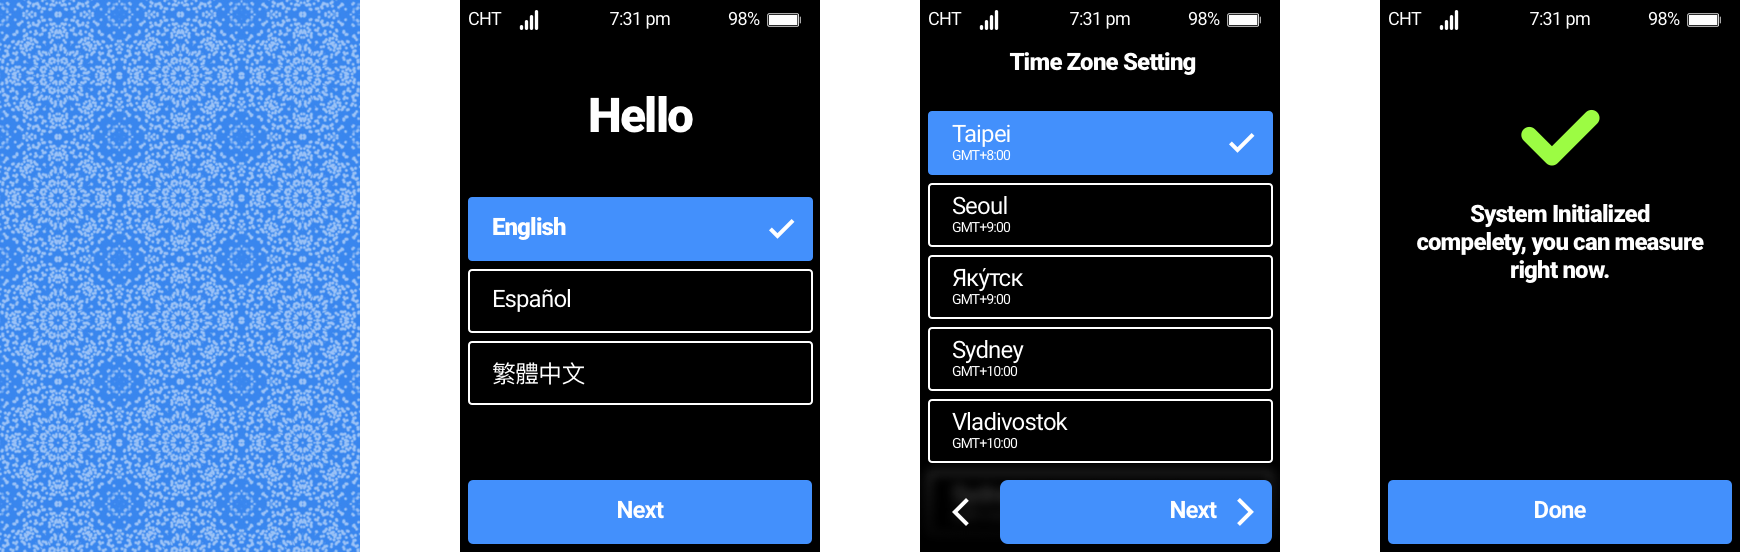 CHT 7:31 pm 98%
Hello
English
Español
繁體中文
Next
CHT 7:31 pm 98%
Time Zone Setting
Taipei
GMT+8:00
Seoul
GMT+9:00
Яку́тск
GMT+9:00
Sydney
GMT+10:00
Vladivostok
GMT+10:00
Next
CHT 7:31 pm 98%
System Initialized
compelety, you can measure
right now.
Done